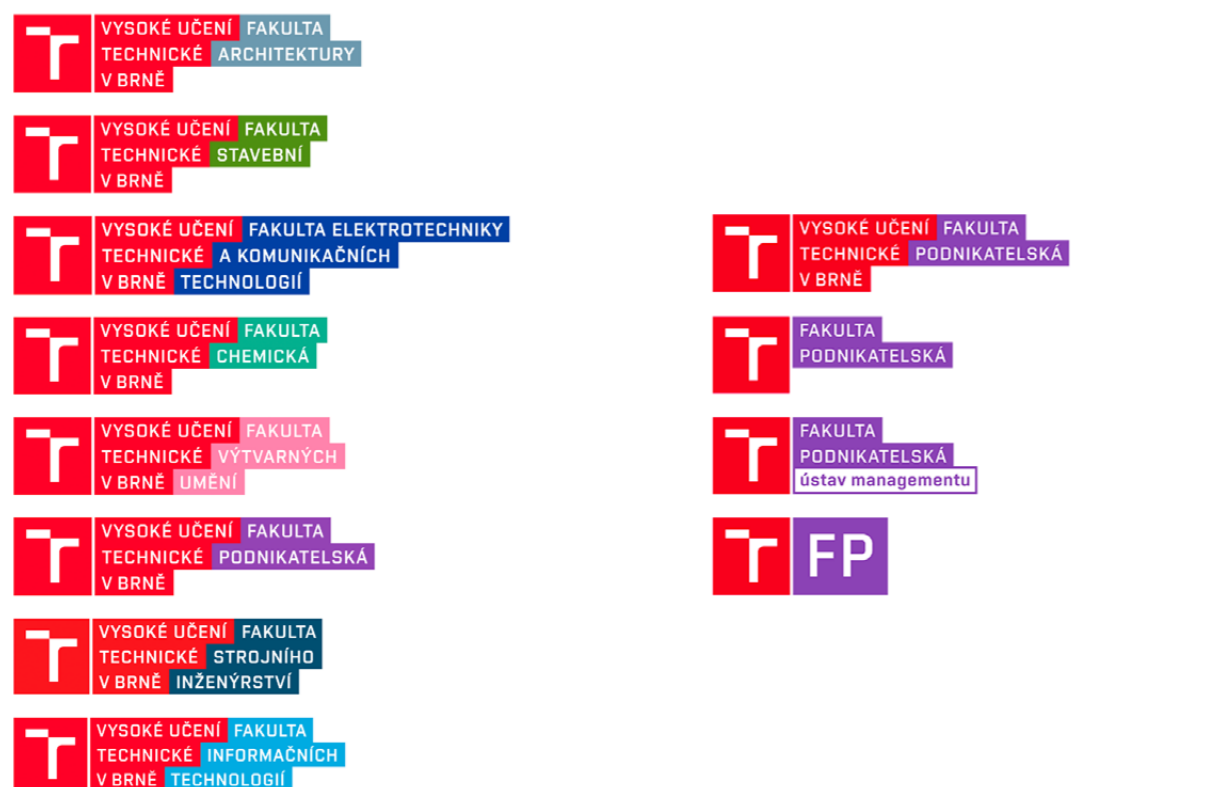 VYSOKÉ UČENÍ FAKULTA
TECHNICKÉ ARCHITEKTURY
V BRNĚ
VYSOKÉ UČENÍ FAKULTA
TECHNICKÉ STAVEBNÍ
V BRNĚ
VYSOKÉ UČENÍ FAKULTA ELEKTROTECHNIKY
TECHNICKÉ A KOMUNIKAČNÍCH
V BRNĚ TECHNOLOGIÍ
VYSOKÉ UČENÍ FAKULTA
TECHNICKÉ CHEMICKÁ
V BRNĚ
VYSOKÉ UČENÍ FAKULTA
TECHNICKÉ VÝTVARNÝCH
V BRNĚ UMĚNÍ
VYSOKÉ UČENÍ FAKULTA
TECHNICKÉ PODNIKATELSKÁ
V BRNĚ
VYSOKÉ UČENÍ FAKULTA
TECHNICKÉ STROJNÍHO
V BRNĚ INŽENÝRSTVÍ
VYSOKÉ UČENÍ FAKULTA
TECHNICKÉ INFORMAČNÍCH
V BRNĚ TECHNOLOGIÍ
VYSOKÉ UČENÍ FAKULTA
TECHNICKÉ PODNIKATELSKÁ
V BRNĚ
FAKULTA
PODNIKATELSKÁ
FAKULTA
PODNIKATELSKÁ
ústav managementu
FP